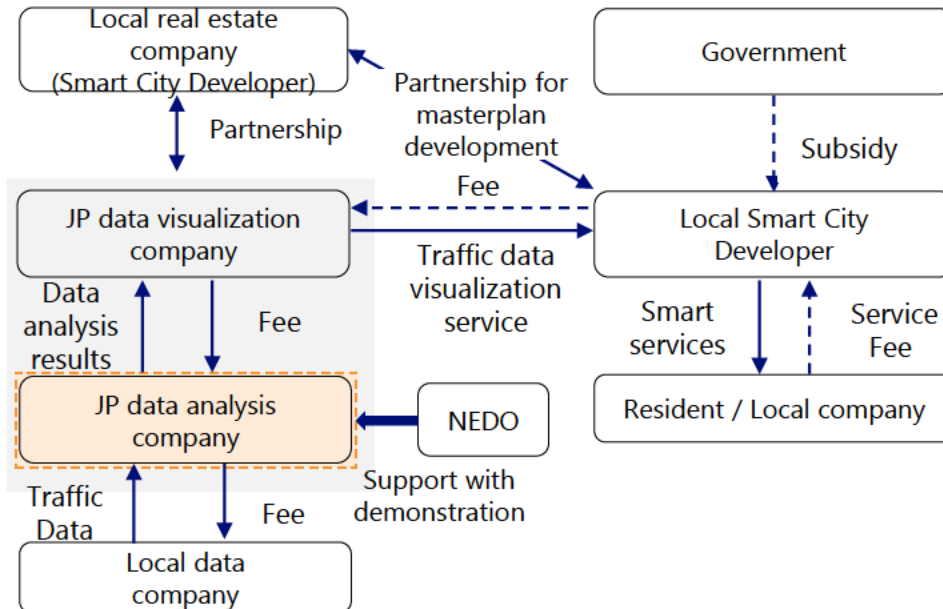 Local real estate
company
(Smart City Developer)
Government
Partnership for
masterplan
development
Partnership
Subsidy
Fee
JP data visualization
company
Local Smart City
Developer
Traffic data
visualization
service
Data
analysis
results
Fee
Smart
services
Service
Fee
JP data analysis
company
NEDO
Resident / Local company
Support with
demonstration
Traffic
Data
Fee
Local data
company